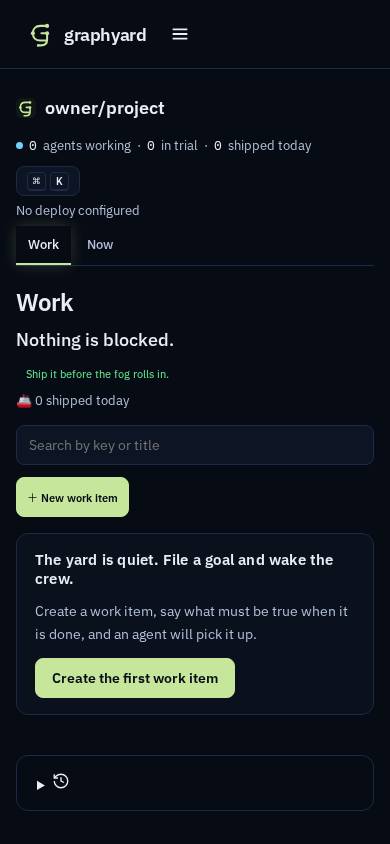 graphyard
owner/project
0 agents working · 0 in trial · 0 shipped today
⌘ K
No deploy configured
Work Now
Work
Nothing is blocked.
Ship it before the fog rolls in.
0 shipped today
Search by key or title
+ New work item
The yard is quiet. File a goal and wake the
crew.
Create a work item, say what must be true when it
is done, and an agent will pick it up.
Create the first work item